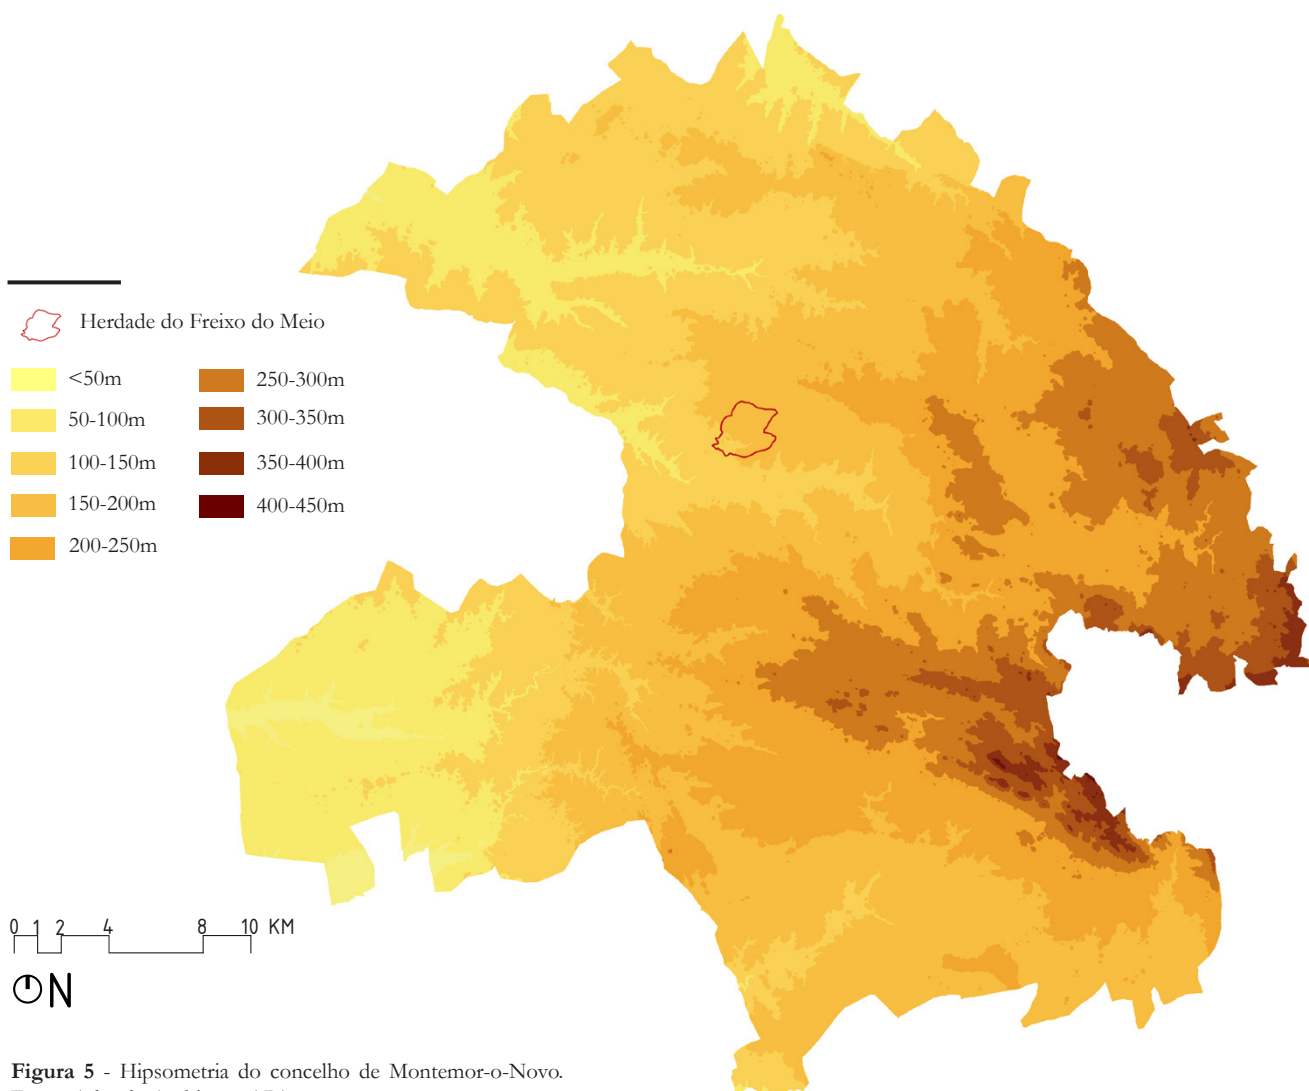 Herdade do Freixo do Meio
<50m
50-100m
100-150m
150-200m
200-250m
250-300m
300-350m
350-400m
400-450m
0 1 2 4 8 10 KM
N
Figura 5 - Hipsometria do concelho de Montemor-o-Novo.